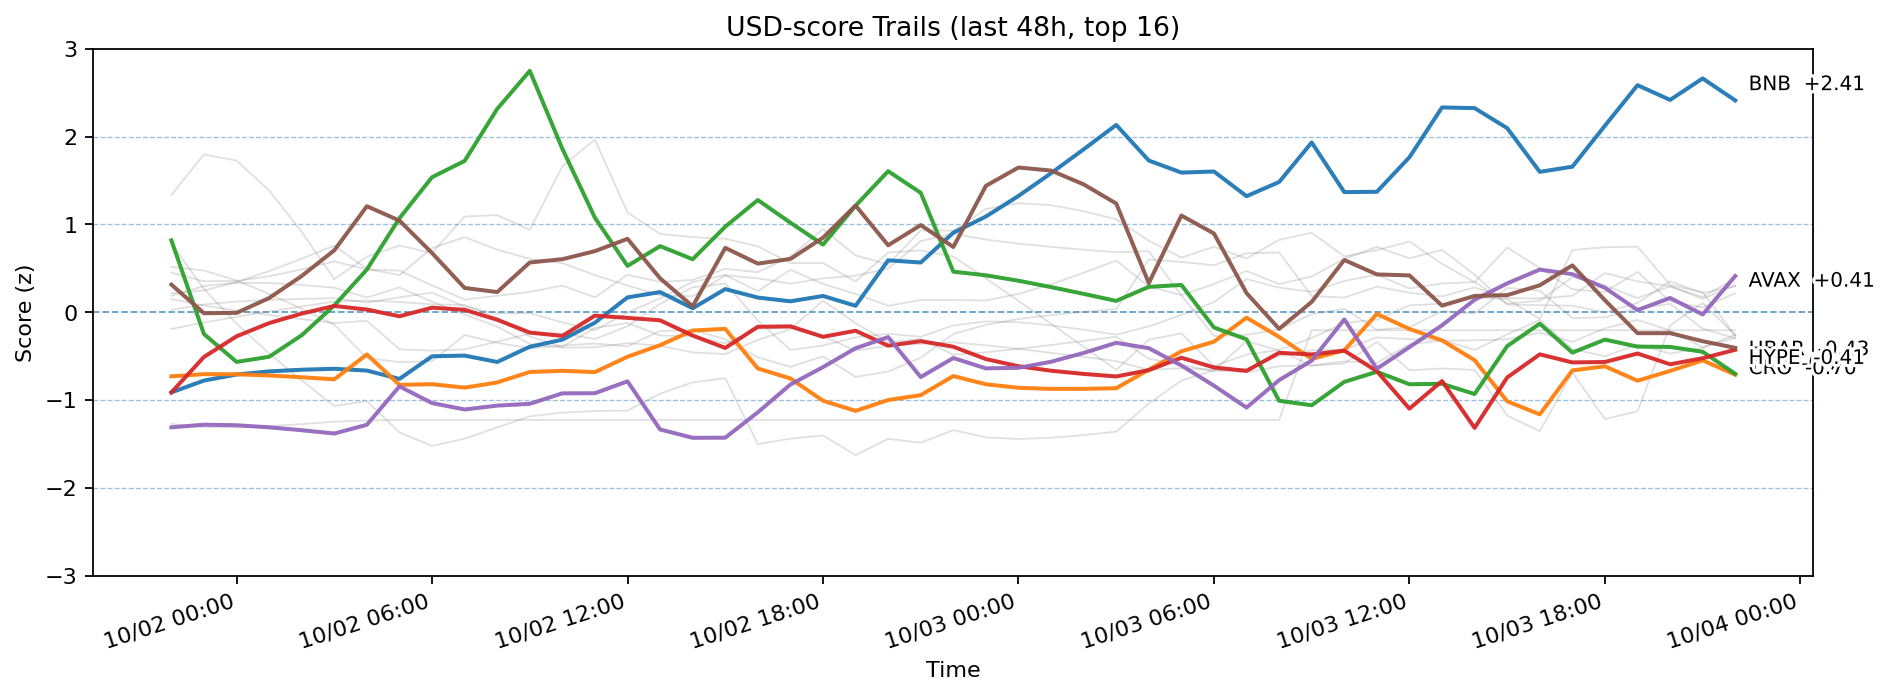 USD-score Trails (last 48h, top 16)
Score (z)
3
2
1
0
−1
−2
−3
BNB +2.41
AVAX +0.41
HYPE -0.41
10/02 00:00
10/02 06:00
10/02 12:00
10/02 18:00
10/03 00:00
10/03 06:00
10/03 12:00
10/03 18:00
10/04 00:00
Time